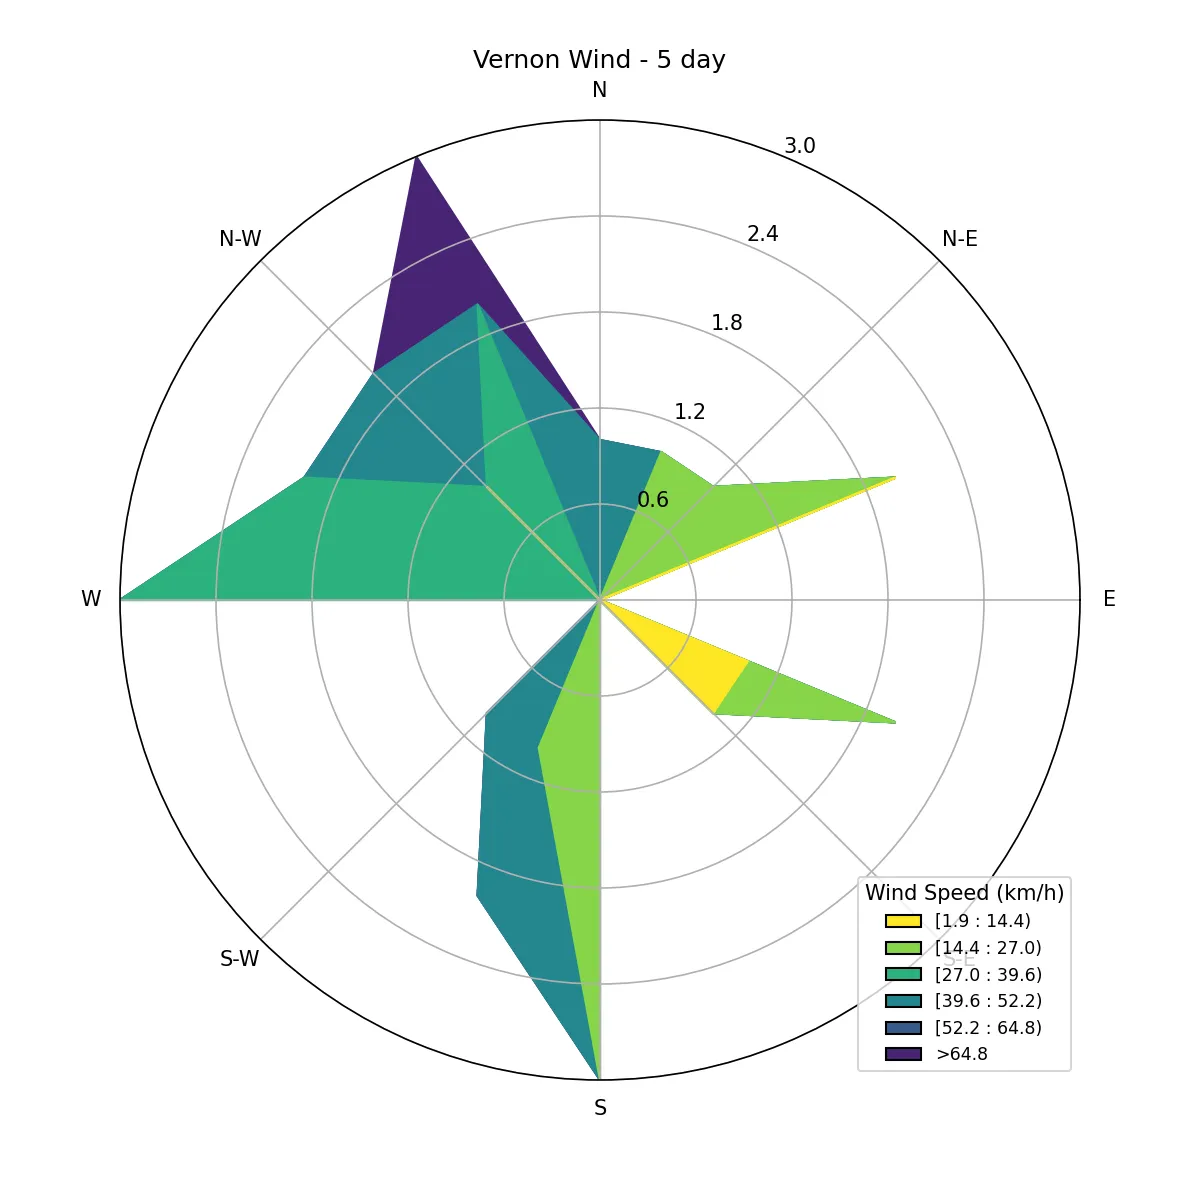 Vernon Wind - 5 day
N
3.0
N-W
2.4
N-E
1.8
1.2
0.6
W
E
Wind Speed (km/h)
[1.9 : 14.4)
[14.4 : 27.0)
S-W
S-E
[27.0 : 39.6)
[39.6 : 52.2)
[52.2 : 64.8)
>64.8
S